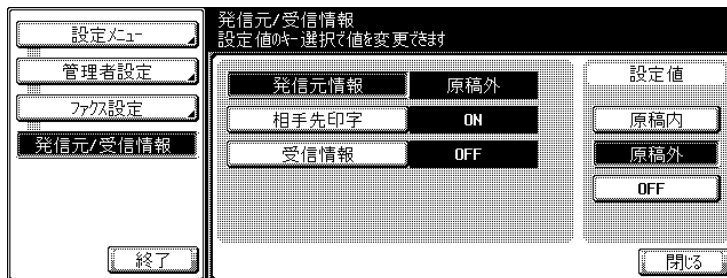 発信元/受信情報
設定値のキー選択で値を変更できます
設定メニュー
管理者設定
ファクス設定
発信元/受信情報
終了
発信元情報 原稿外
相手先印字 ON
受信情報 OFF
設定値
原稿内
原稿外
OFF
閉じる